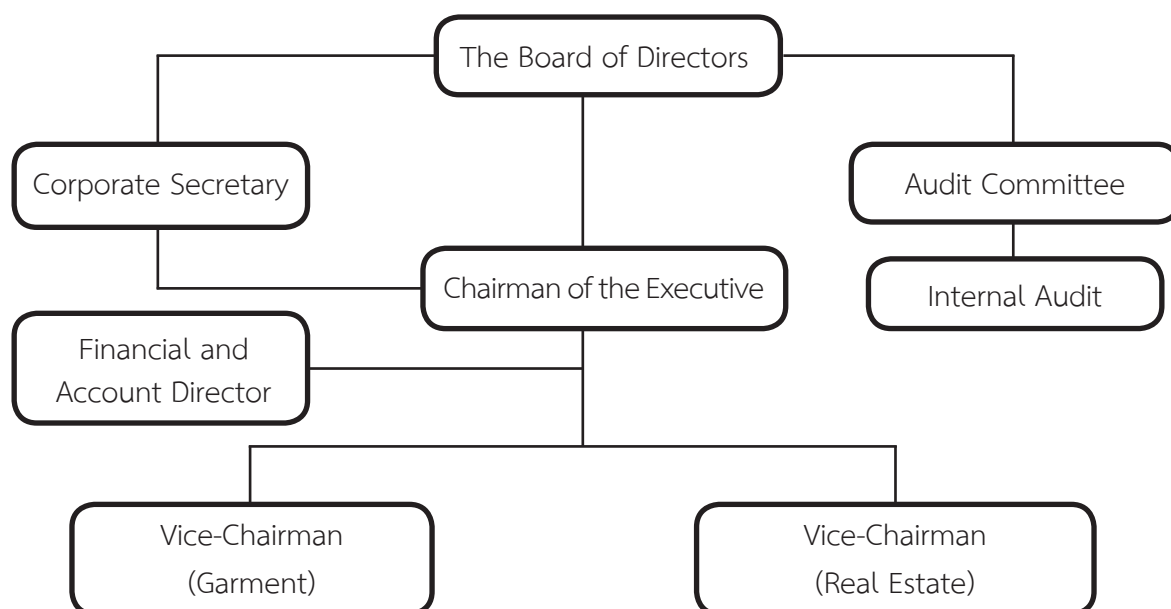 The Board of Directors
Corporate Secretary
Audit Committee
Chairman of the Executive
Internal Audit
Financial and
Account Director
Vice-Chairman
(Garment)
Vice-Chairman
(Real Estate)